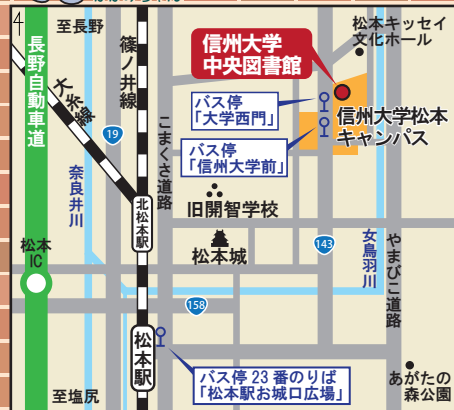 至長野
長野自動車道
大糸線
篠ノ井線
松本キッセイ
文化ホール
信州大学
中央図書館
バス停
「大学西門」
信州大学松本
キャンパス
バス停
「信州大学前」
19
こまくさ道路
奈良井川
北松本駅
旧開智学校
松本城
143
女鳥羽川
やまびこ道路
松本
IC
158
松本駅
バス停 23 番のりば
「松本駅お城口広場」
あがたの
森公園
至塩尻